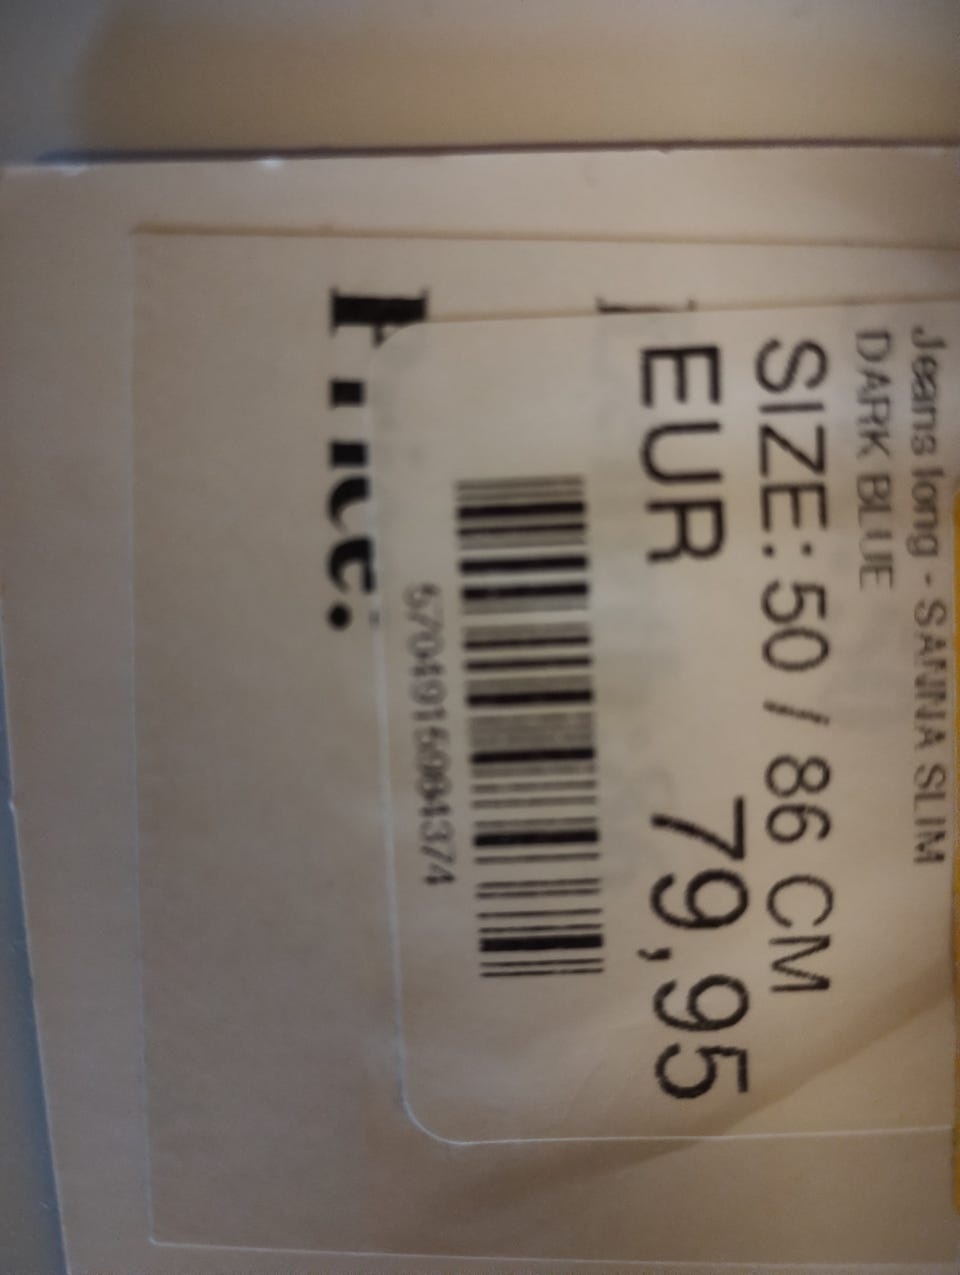 Jeans long - SANNA SLIM
DARK BLUE
SIZE: 50 / 86 CM
EUR 79,95